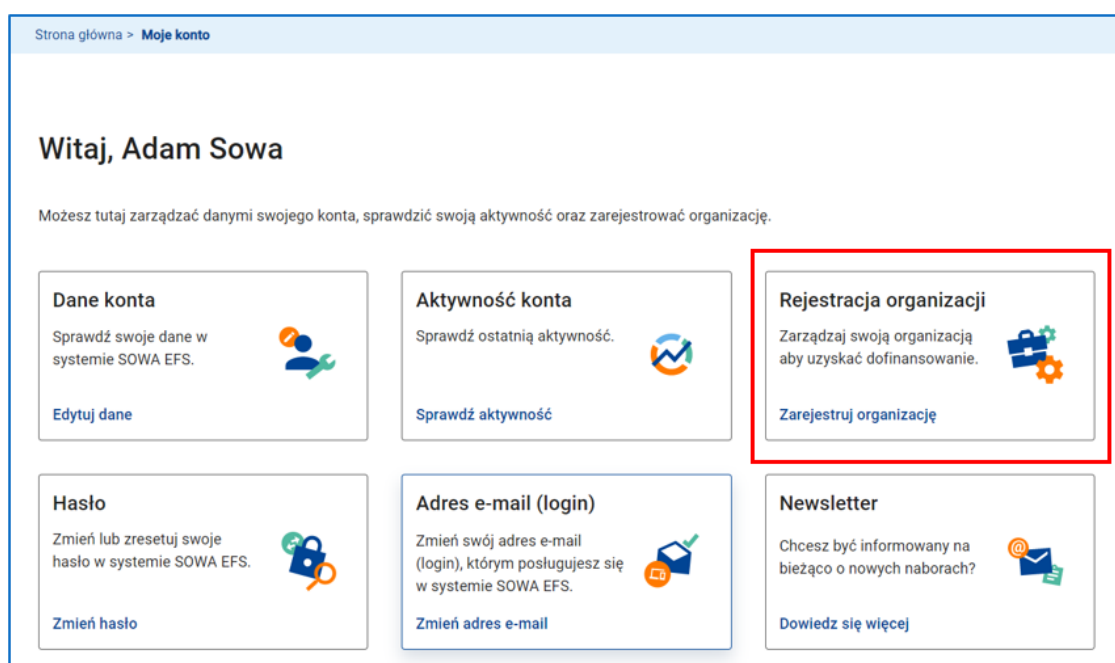 Strona główna > Moje konto
Witaj, Adam Sowa
Możesz tutaj zarządzać danymi swojego konta, sprawdzić swoją aktywność oraz zarejestrować organizację.
Dane konta
Sprawdź swoje dane w
systemie SOWA EFS.
Edytuj dane
Aktywność konta
Sprawdź ostatnią aktywność.
Sprawdź aktywność
Rejestracja organizacji
Zarządzaj swoją organizacją
aby uzyskać dofinansowanie.
Zarejestruj organizację
Hasło
Zmień lub zresetuj swoje
hasło w systemie SOWA EFS.
Zmień hasło
Adres e-mail (login)
Zmień swój adres e-mail
(login), którym posługujesz się
w systemie SOWA EFS.
Zmień adres e-mail
Newsletter
Chcesz być informowany na
bieżąco o nowych naborach?
@
Dowiedz się więcej